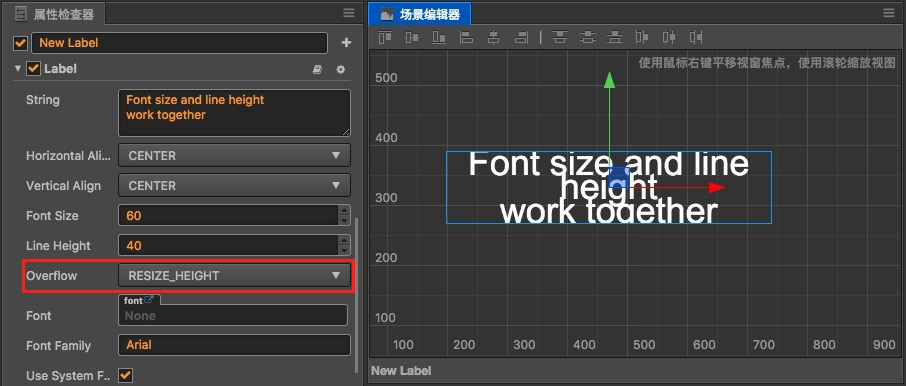 属性检查器
New Label
Label
String
Font size and line height
work together
Horizontal Ali...
CENTER
Vertical Align
CENTER
Font Size
60
Line Height
40
Overflow
RESIZE_HEIGHT
font
Font
None
Font Family
Arial
Use System F...
场景编辑器
使用鼠标右键平移视窗焦点，使用滚轮缩放视图
500
400
300
200
100
Font size and line
height
work together
100 200 300 400 500 600 700 800 900
New Label